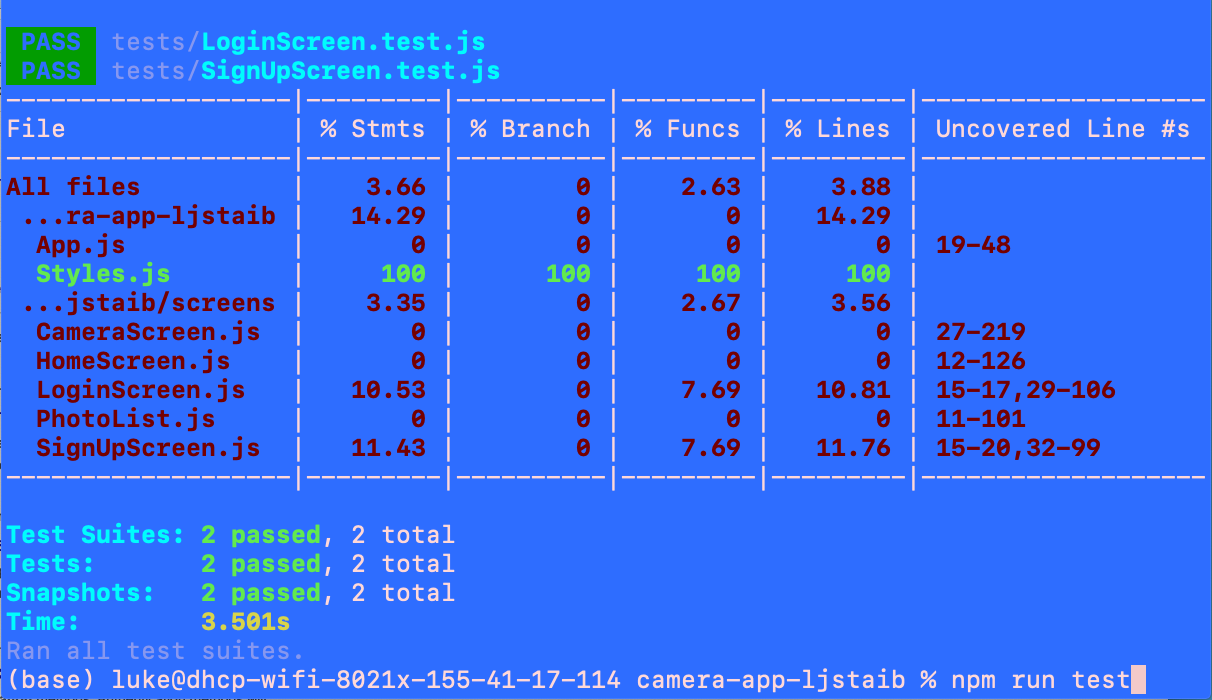 PASS tests/LoginScreen.test.js
PASS tests/SignUpScreen.test.js
-------------------|---------|----------|---------|---------|-------------------
File | % Stmts | % Branch | % Funcs | % Lines | Uncovered Line #s
-------------------|---------|----------|---------|---------|-------------------
All files | 3.66 | 0 | 2.63 | 3.88 |
...ra-app-ljstaib | 14.29 | 0 | 0 | 14.29 |
App.js | 0 | 0 | 0 | 0 | 19-48
Styles.js | 100 | 100 | 100 | 100 |
...jstaib/screens | 3.35 | 0 | 2.67 | 3.56 |
CameraScreen.js | 0 | 0 | 0 | 0 | 27-219
HomeScreen.js | 0 | 0 | 0 | 0 | 12-126
LoginScreen.js | 10.53 | 0 | 7.69 | 10.81 | 15-17,29-106
PhotoList.js | 0 | 0 | 0 | 0 | 11-101
SignUpScreen.js | 11.43 | 0 | 7.69 | 11.76 | 15-20,32-99
-------------------|---------|----------|---------|---------|-------------------
Test Suites: 2 passed, 2 total
Tests: 2 passed, 2 total
Snapshots: 2 passed, 2 total
Time: 3.501s
Ran all test suites.
(base) luke@dhcp-wifi-8021x-155-41-17-114 camera-app-ljstaib % npm run test